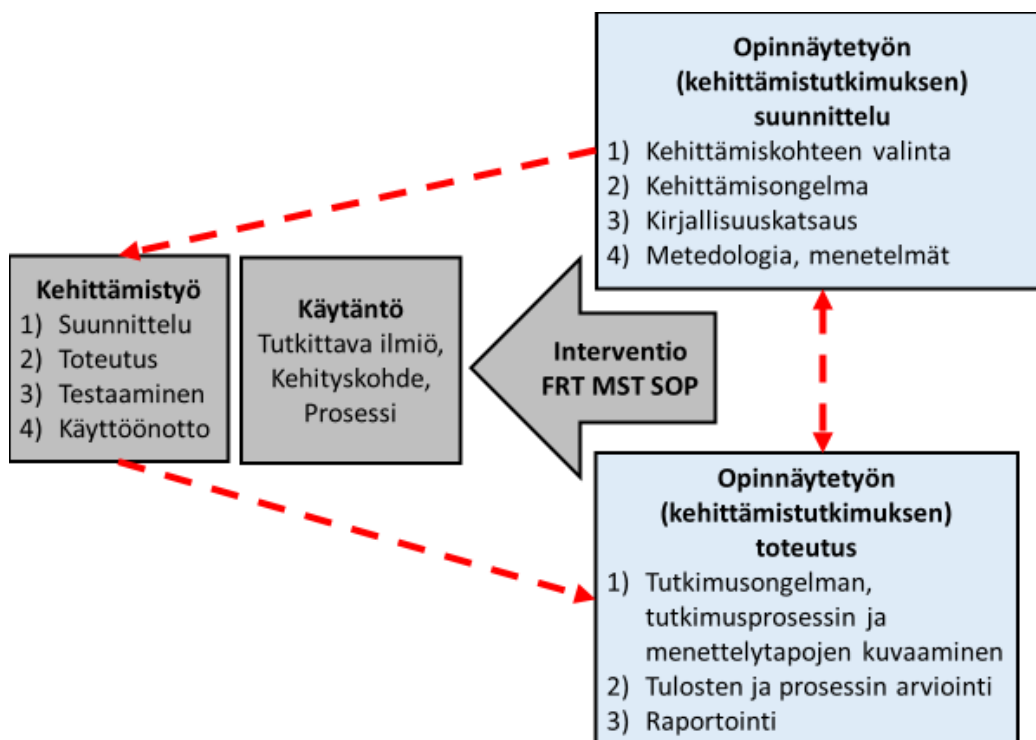 Opinnäytetyön
(kehittämistutkimuksen)
suunnittelu
1) Kehittämiskohteen valinta
2) Kehittämisongelma
3) Kirjallisuuskatsaus
4) Metedologia, menetelmät
Kehittämistyö
1) Suunnittelu
2) Toteutus
3) Testaaminen
4) Käyttöönotto
Käytäntö
Tutkittava ilmiö,
Kehityskohde,
Prosessi
Interventio
FRT MST SOP
Opinnäytetyön
(kehittämistutkimuksen)
toteutus
1) Tutkimusongelman,
tutkimusprosessin ja
menettelytapojen kuvaaminen
2) Tulosten ja prosessin arviointi
3) Raportointi